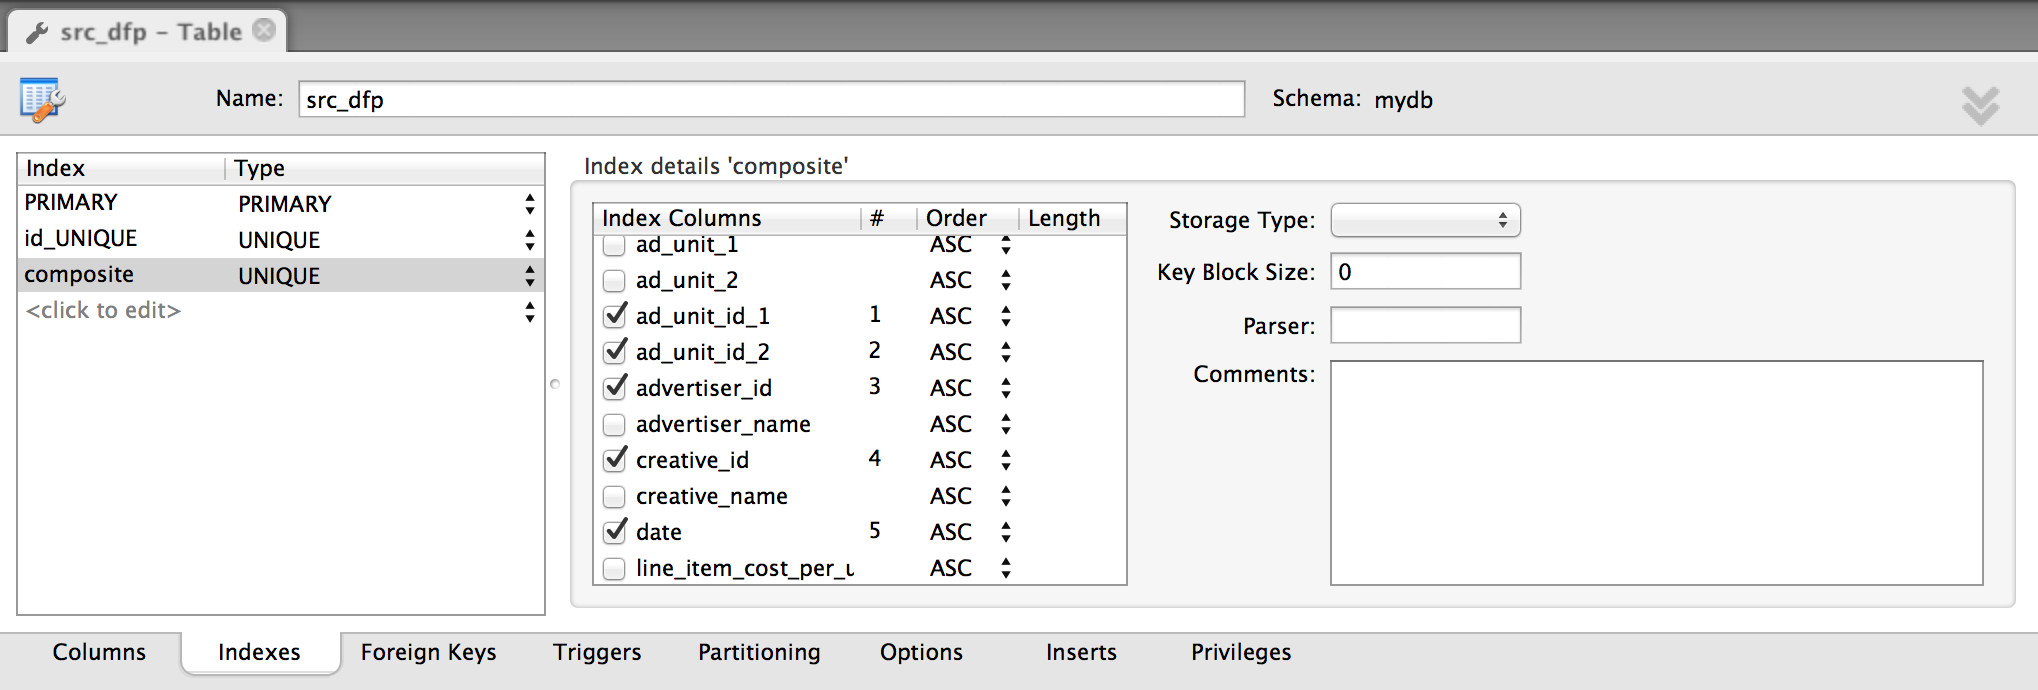 src_dfp – Table
Name: src_dfp Schema: mydb
Index Type
PRIMARY PRIMARY
id_UNIQUE UNIQUE
composite UNIQUE
<click to edit>
Index details 'composite'
Index Columns # Order Length
ad_unit_1 ASC
ad_unit_2 ASC
ad_unit_id_1 1 ASC
ad_unit_id_2 2 ASC
advertiser_id 3 ASC
advertiser_name ASC
creative_id 4 ASC
creative_name ASC
date 5 ASC
line_item_cost_per_u ASC
Storage Type:
Key Block Size: 0
Parser:
Comments:
Columns Indexes Foreign Keys Triggers Partitioning Options Inserts Privileges